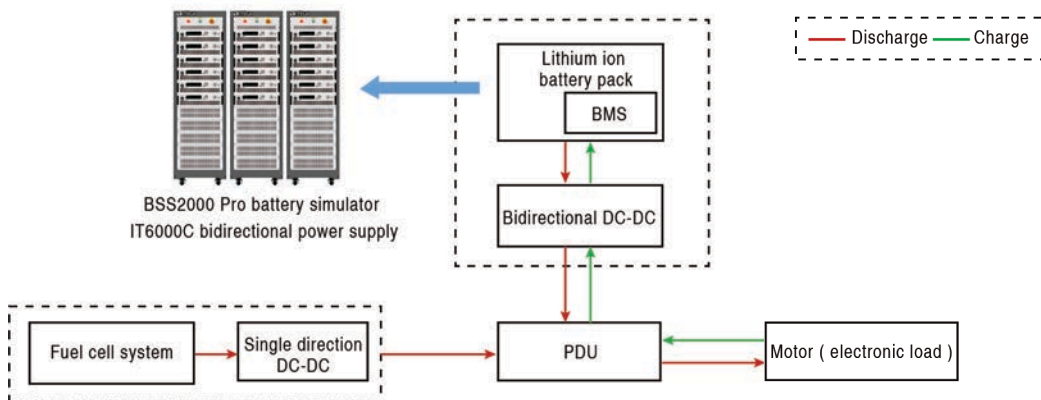 Discharge
Charge
Lithium ion
battery pack
BMS
BSS2000 Pro battery simulator
IT6000C bidirectional power supply
Bidirectional DC-DC
Fuel cell system
Single direction
DC-DC
PDU
Motor ( electronic load )